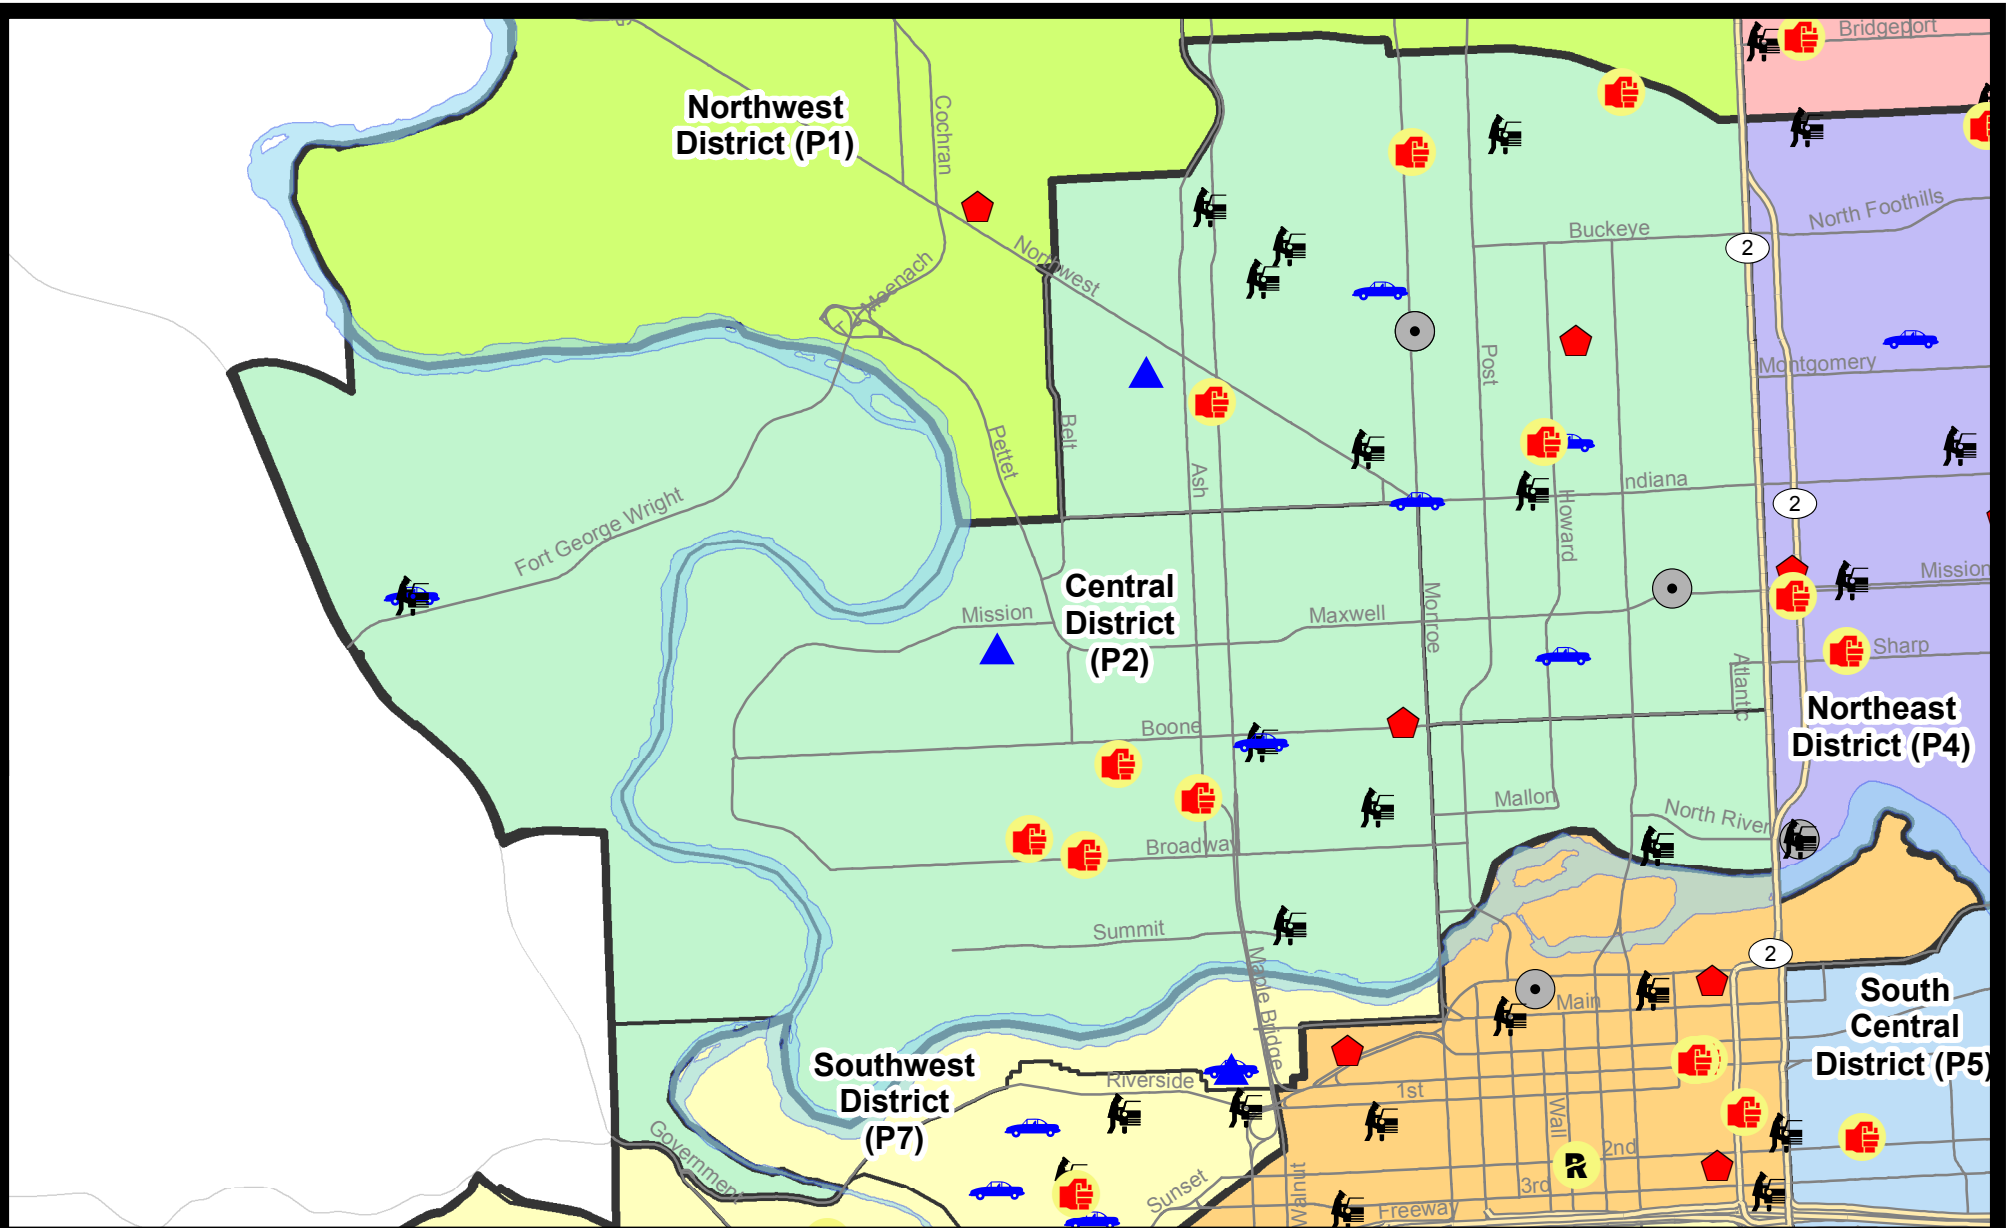 Bridgeport
Northwest
District (P1)
Cochran
North Foothills
Buckeye
2
Northwest
T J Meenach
Post
Montgomery
Belt
Pettet
Ash
ndiana
Howard
2
Fort George Wright
Mission
Central
District
(P2)
Mission
Maxwell
Monroe
Sharp
Atlantic
Northeast
District (P4)
Boone
Mallon
North River
Broadway
Summit
2
Maple Bridge
Main
South
Central
District (P5)
Southwest
District
(P7)
Riverside
1st
Wall
Government
2nd
R
3rd
Sunset
Walnut
Freeway